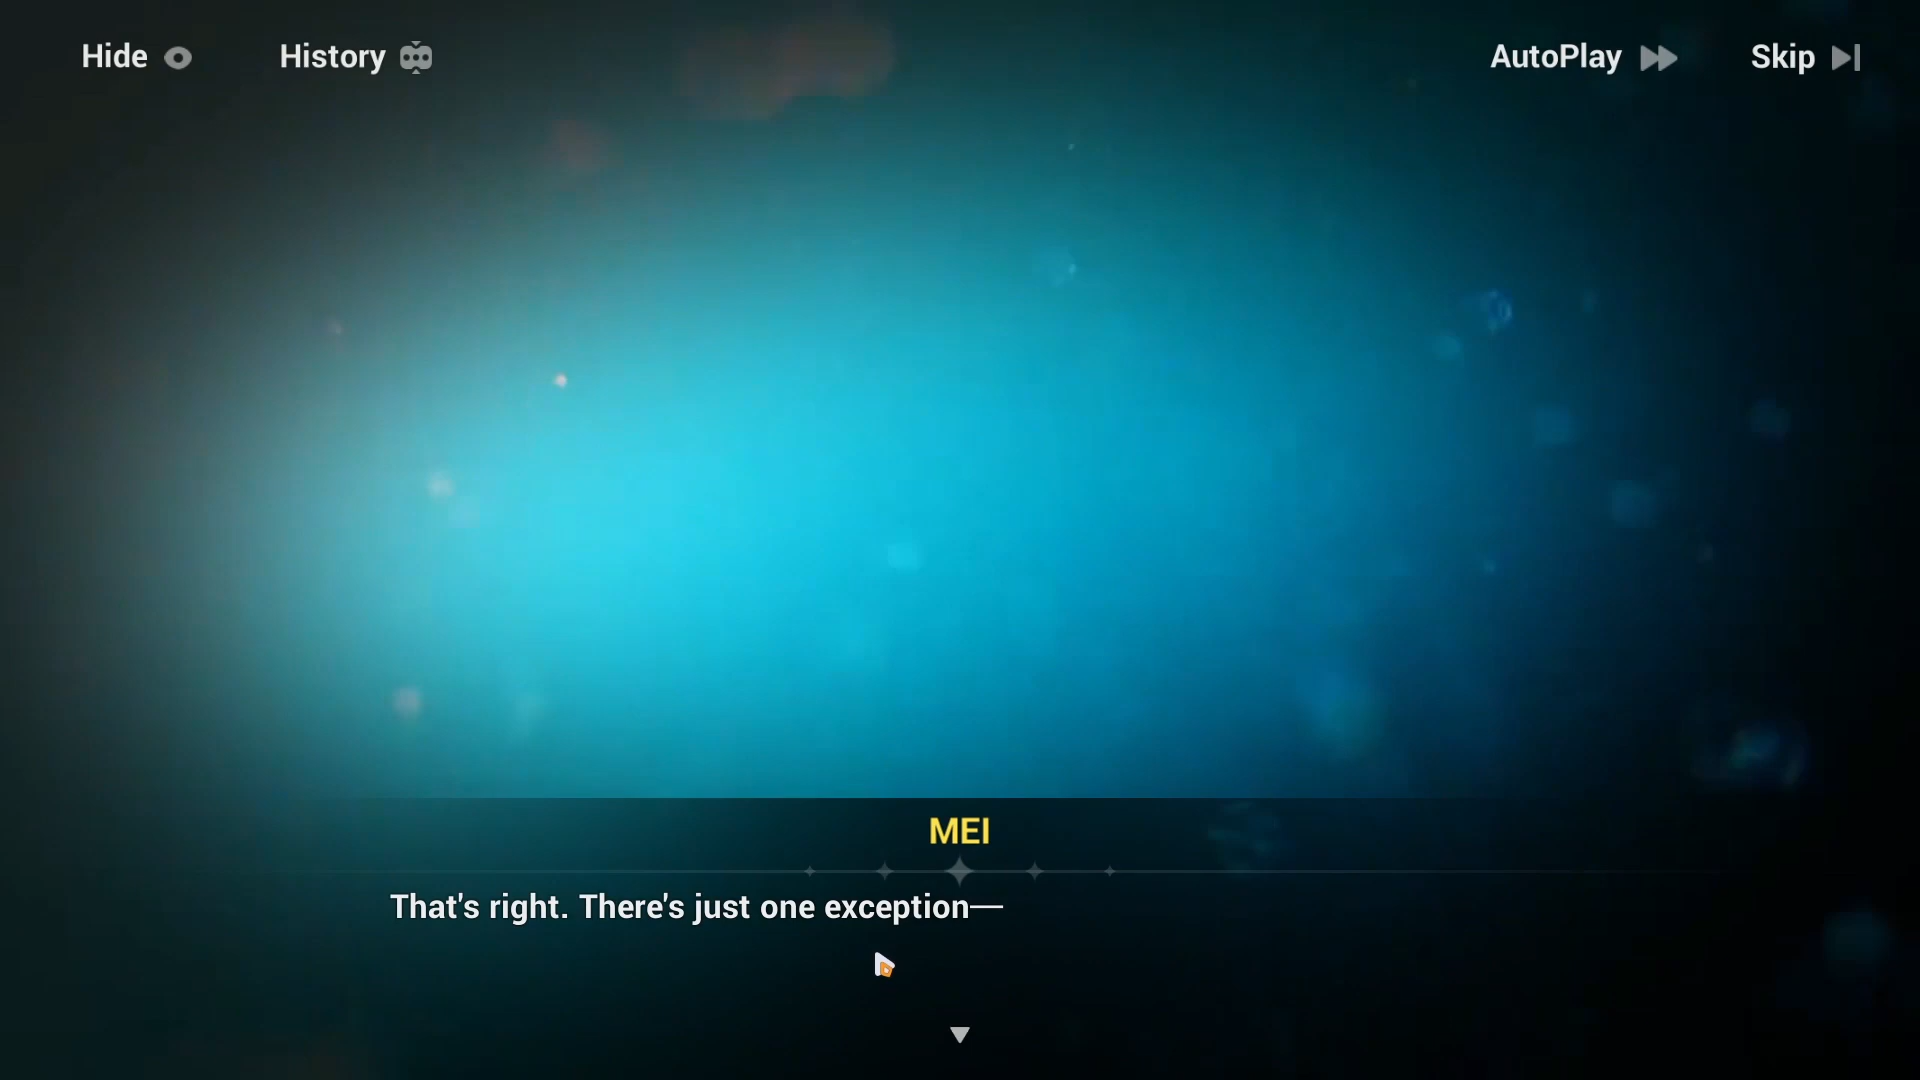 Hide
History
AutoPlay
Skip
MEI
That's right. There's just one exception—